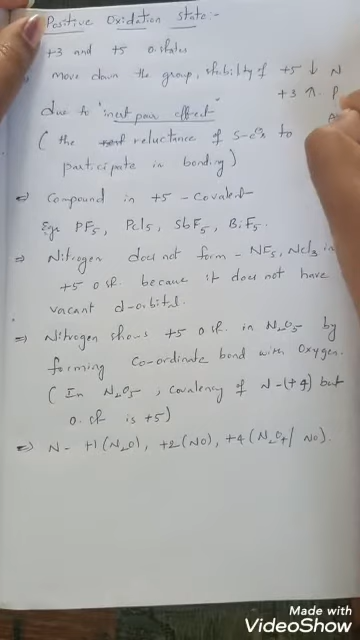 Positive Oxidation State:-
+3 and +5 o.states
move down the group, stability of +5 ↓ N
+3 ↑. P
due to "inert pair effect"
(the reluctance of s-e⁻s to
participate in bonding)
⇒ Compound in +5 - Covalent
Eg:- PF5, PCl5, SbF5, BiF5.
⇒ Nitrogen does not form - NF5, NCl5 in
+5 o.st. because it does not have
vacant d-orbital.
⇒ Nitrogen shows +5 o.st. in N2O5 by
forming co-ordinate bond with Oxygen.
(In N2O5, covalency of N-(+4) but
o.st is +5)
⇒ N - +1(N2O), +2(NO), +4(N2O4/ NO).
Made with
VideoShow